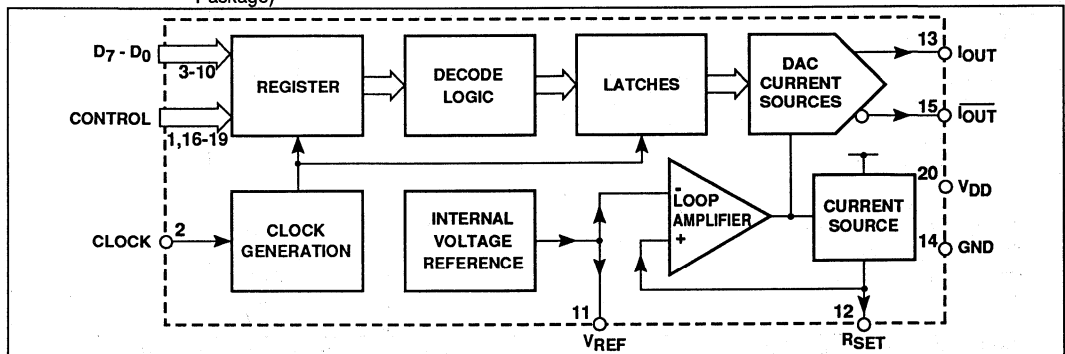 Package)
D7 - D0
3-10
CONTROL
1,16-19
REGISTER
DECODE
LOGIC
LATCHES
DAC
CURRENT
SOURCES
13
IOUT
15
I̅O̅U̅T̅
CLOCK
2
CLOCK
GENERATION
INTERNAL
VOLTAGE
REFERENCE
-
LOOP
AMPLIFIER
+
CURRENT
SOURCE
20
VDD
14
GND
11
VREF
12
RSET